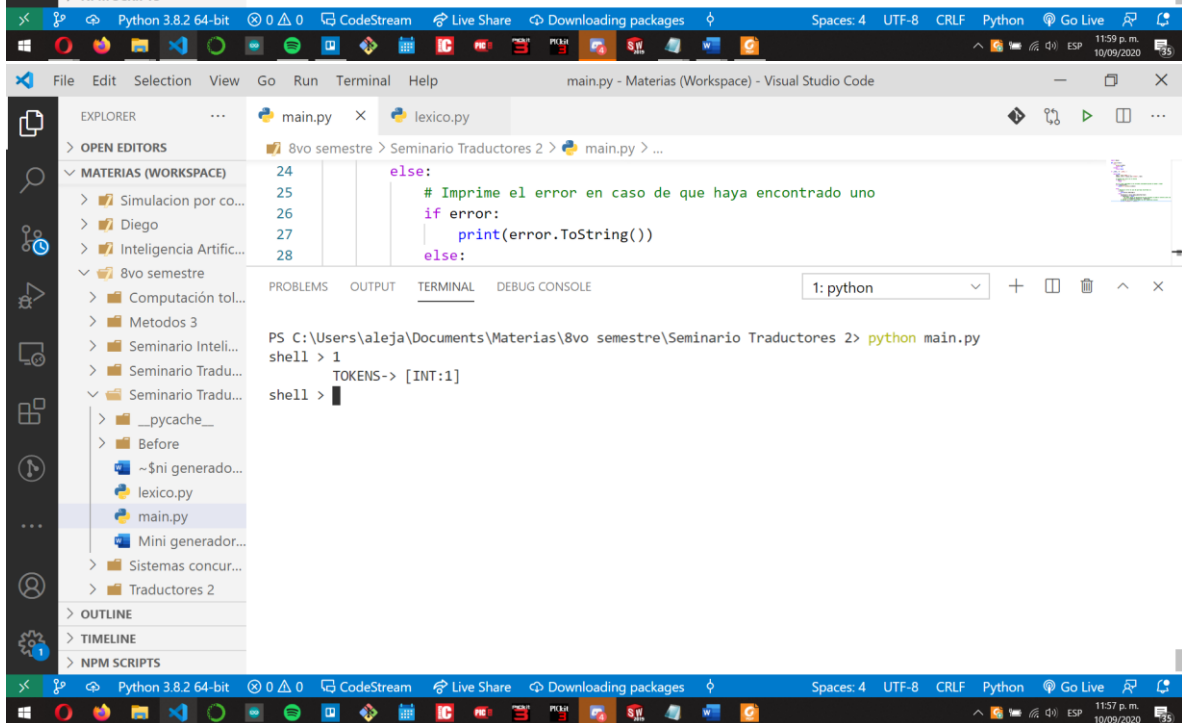 Python 3.8.2 64-bit 0 0 CodeStream Live Share Downloading packages Spaces: 4 UTF-8 CRLF Python Go Live
ESP 11:59 p. m.
10/09/2020
35
File Edit Selection View Go Run Terminal Help main.py - Materias (Workspace) - Visual Studio Code
EXPLORER ... main.py lexico.py
OPEN EDITORS 8vo semestre > Seminario Traductores 2 > main.py > ...
MATERIAS (WORKSPACE)
Simulacion por co...
Diego
Inteligencia Artific...
8vo semestre
Computación tol...
Metodos 3
Seminario Inteli...
Seminario Tradu...
Seminario Tradu...
__pycache__
Before
~$ni generado...
lexico.py
main.py
Mini generador...
Sistemas concur...
Traductores 2
OUTLINE
TIMELINE
NPM SCRIPTS
24 else:
25 # Imprime el error en caso de que haya encontrado uno
26 if error:
27 print(error.ToString())
28 else:
PROBLEMS OUTPUT TERMINAL DEBUG CONSOLE 1: python
PS C:\Users\aleja\Documents\Materias\8vo semestre\Seminario Traductores 2> python main.py
shell > 1
TOKENS-> [INT:1]
shell >
1
Python 3.8.2 64-bit 0 0 CodeStream Live Share Downloading packages Spaces: 4 UTF-8 CRLF Python Go Live
ESP 11:57 p. m.
10/09/2020
35